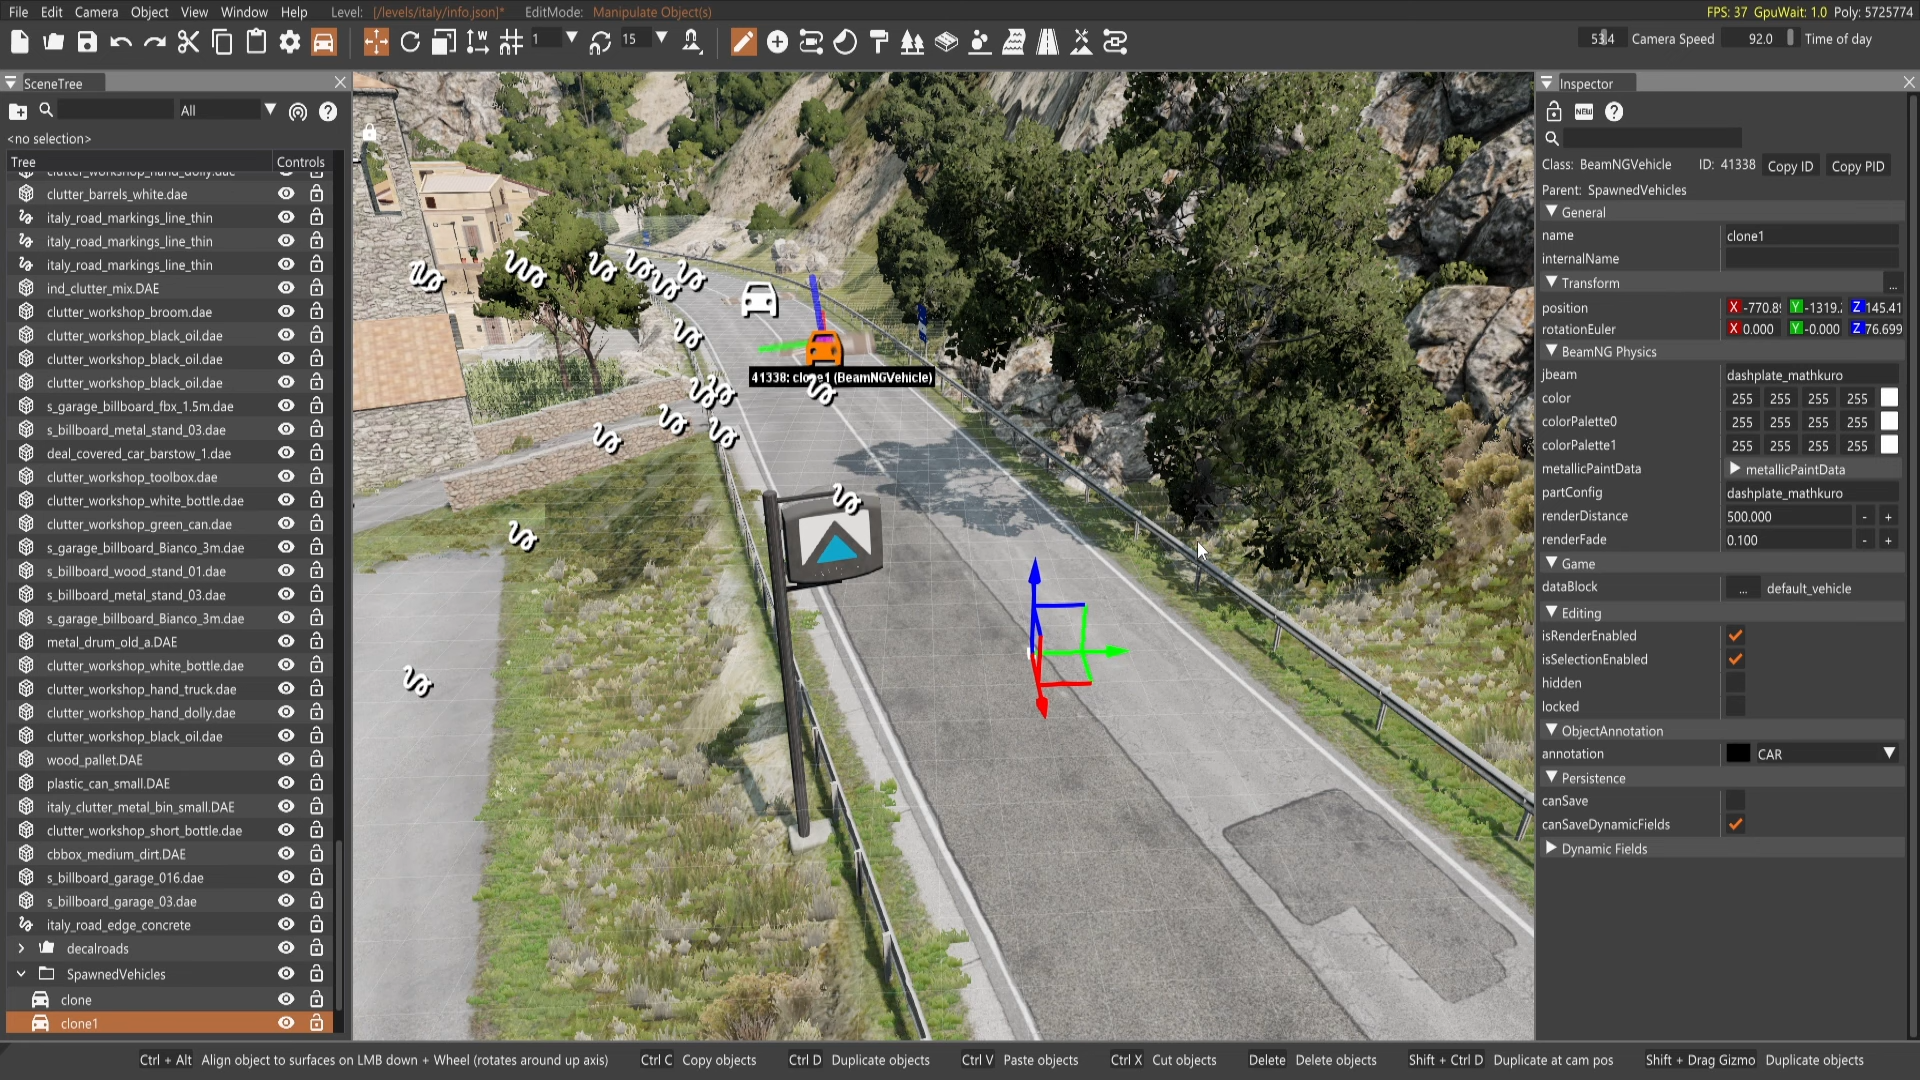 File Edit Camera Object View Window Help Level: [/levels/italy/info.json]* EditMode: Manipulate Object(s) FPS: 37 GpuWait: 1.0 Poly: 5725774
1 15 Camera Speed 92.0 Time of day
SceneTree
All
<no selection>
Tree Controls
clutter_workshop_hand_dolly.dae
clutter_barrels_white.dae
italy_road_markings_line_thin
italy_road_markings_line_thin
italy_road_markings_line_thin
ind_clutter_mix.DAE
clutter_workshop_broom.dae
clutter_workshop_black_oil.dae
clutter_workshop_black_oil.dae
clutter_workshop_black_oil.dae
s_garage_billboard_fbx_1.5m.dae
s_billboard_metal_stand_03.dae
deal_covered_car_barstow_1.dae
clutter_workshop_toolbox.dae
clutter_workshop_white_bottle.dae
clutter_workshop_green_can.dae
s_garage_billboard_Bianco_3m.dae
s_billboard_wood_stand_01.dae
s_billboard_metal_stand_03.dae
s_garage_billboard_Bianco_3m.dae
metal_drum_old_a.DAE
clutter_workshop_white_bottle.dae
clutter_workshop_hand_truck.dae
clutter_workshop_hand_dolly.dae
clutter_workshop_black_oil.dae
wood_pallet.DAE
plastic_can_small.DAE
italy_clutter_metal_bin_small.DAE
clutter_workshop_short_bottle.dae
cbbox_medium_dirt.DAE
s_billboard_garage_016.dae
s_billboard_garage_03.dae
italy_road_edge_concrete
decalroads
SpawnedVehicles
clone
clone1
41338: clone1 (BeamNGVehicle)
Inspector
NEW
Class: BeamNGVehicle ID: 41338 Copy ID Copy PID
Parent: SpawnedVehicles
General
name clone1
internalName
Transform ...
position X -770.8 Y -1319. Z 145.41
rotationEuler X 0.000 Y -0.000 Z 76.699
BeamNG Physics
jbeam dashplate_mathkuro
color 255 255 255 255
colorPalette0 255 255 255 255
colorPalette1 255 255 255 255
metallicPaintData metallicPaintData
partConfig dashplate_mathkuro
renderDistance 500.000 - +
renderFade 0.100 - +
Game
dataBlock ... default_vehicle
Editing
isRenderEnabled
isSelectionEnabled
hidden
locked
ObjectAnnotation
annotation CAR
Persistence
canSave
canSaveDynamicFields
Dynamic Fields
Ctrl + Alt Align object to surfaces on LMB down + Wheel (rotates around up axis) Ctrl C Copy objects Ctrl D Duplicate objects Ctrl V Paste objects Ctrl X Cut objects Delete Delete objects Shift + Ctrl D Duplicate at cam pos Shift + Drag Gizmo Duplicate objects